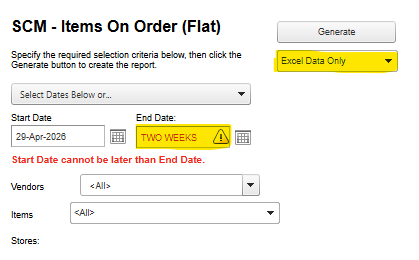 SCM - Items On Order (Flat)
Generate
Specify the required selection criteria below, then click the
Generate button to create the report.
Excel Data Only
Select Dates Below or...
Start Date
End Date:
29-Apr-2026
TWO WEEKS
Start Date cannot be later than End Date.
Vendors
<All>
Items
<All>
Stores: